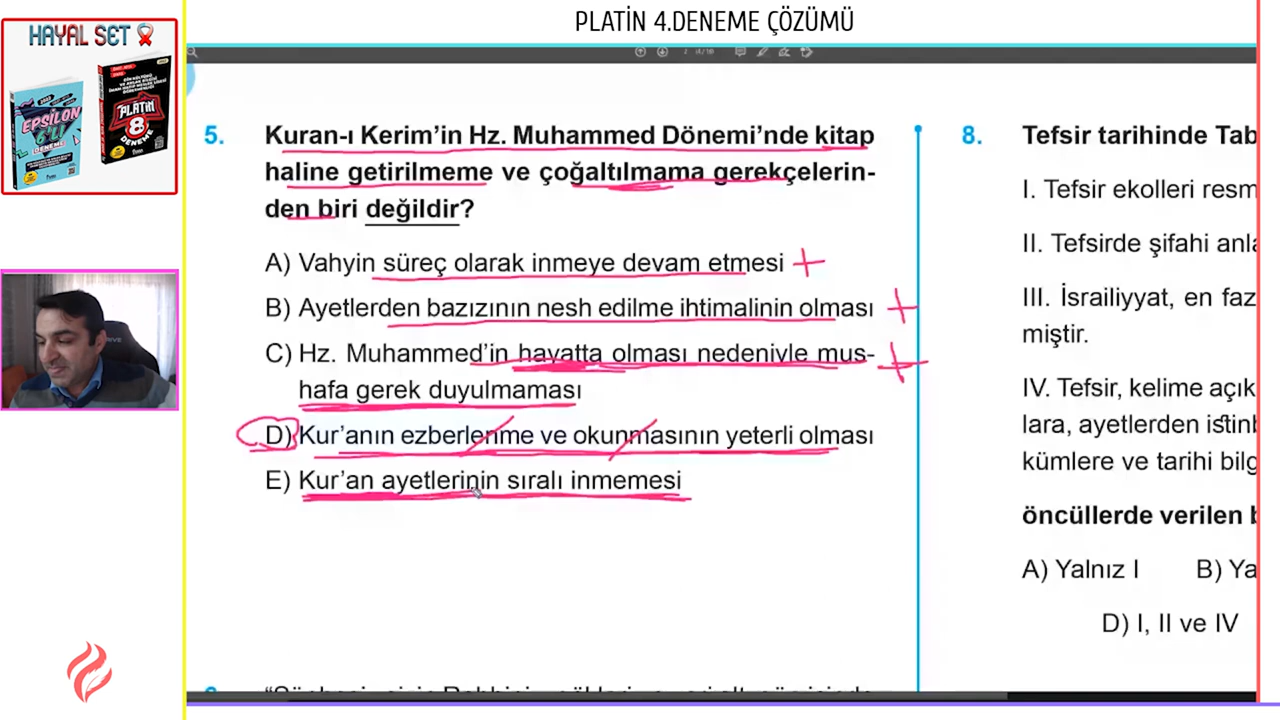 PLATİN 4.DENEME ÇÖZÜMÜ
HAYAL SET
EPSİLON
6'LI
DENEME
PLATİN
8
DENEME
5. Kuran-ı Kerim’in Hz. Muhammed Dönemi’nde kitap
haline getirilmeme ve çoğaltılmama gerekçelerin-
den biri değildir?
A) Vahyin süreç olarak inmeye devam etmesi
B) Ayetlerden bazızının nesh edilme ihtimalinin olması
C) Hz. Muhammed’in hayatta olması nedeniyle mus-
hafa gerek duyulmaması
D) Kur’anın ezberlenme ve okunmasının yeterli olması
E) Kur’an ayetlerinin sıralı inmemesi
8. Tefsir tarihinde Tab
I. Tefsir ekolleri resm
II. Tefsirde şifahi anla
III. İsrailiyyat, en faz
miştir.
IV. Tefsir, kelime açık
lara, ayetlerden istinb
kümlere ve tarihi bilg
öncüllerde verilen b
A) Yalnız I B) Ya
D) I, II ve IV